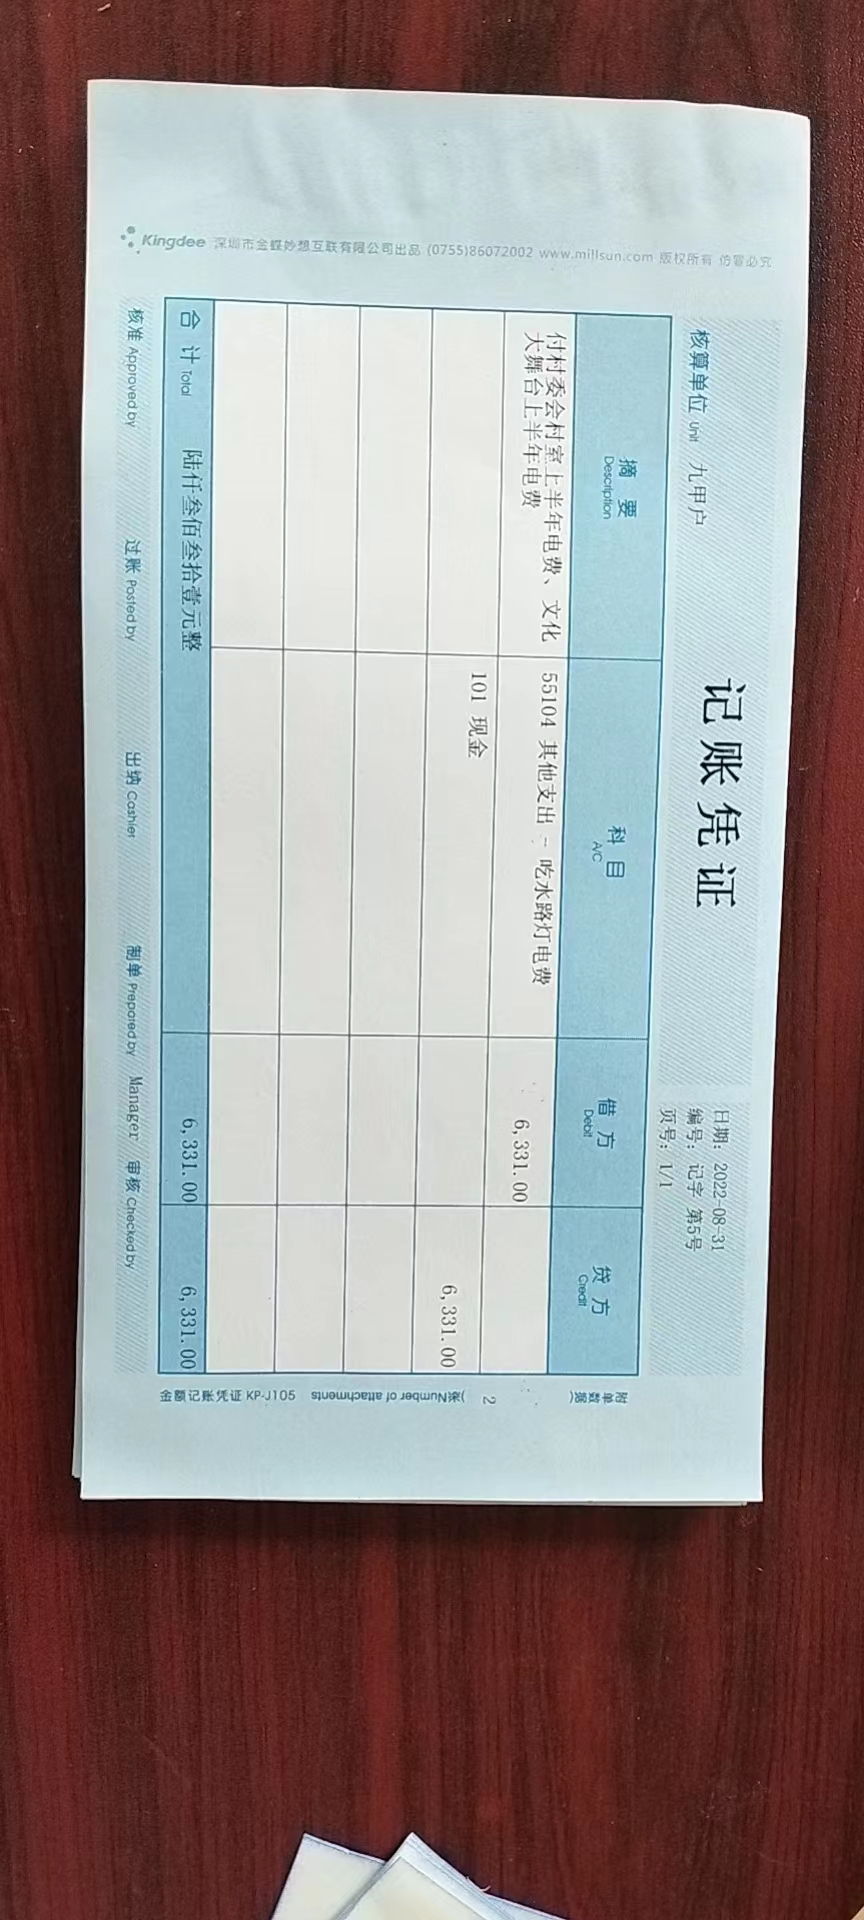 Kingdee 深圳市金蝶妙想互联有限公司出品 (0755)86072002 www.millsun.com 版权所有 仿冒必究
记账凭证
日期: 2022-08-31
核算单位 Unit 九甲户
编号: 记字 第5号
页号: 1/1
摘 要 Description 科 目 A/C 借 方 Debit 贷 方 Credit
付村委会村室上半年电费、文化 55104 其他支出 - 吃水路灯电费 6,331.00
大舞台上半年电费
101 现金 6,331.00
合 计 Total 陆仟叁佰叁拾壹元整 6,331.00 6,331.00
核准 Approved by 过账 Posted by 出纳 Cashier 制单 Prepared by Manager 审核 Checked by
附单数据( 2 )张Number of attachments
金额记账凭证 KP-J105